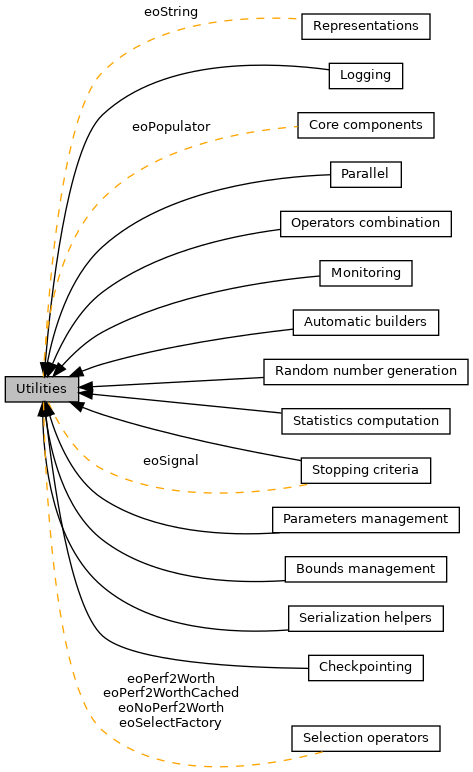 eoString
Representations
Logging
eoPopulator
Core components
Parallel
Operators combination
Monitoring
Automatic builders
Random number generation
Utilities
Statistics computation
eoSignal
Stopping criteria
Parameters management
Bounds management
Serialization helpers
Checkpointing
eoPerf2Worth
eoPerf2WorthCached
eoNoPerf2Worth
eoSelectFactory
Selection operators